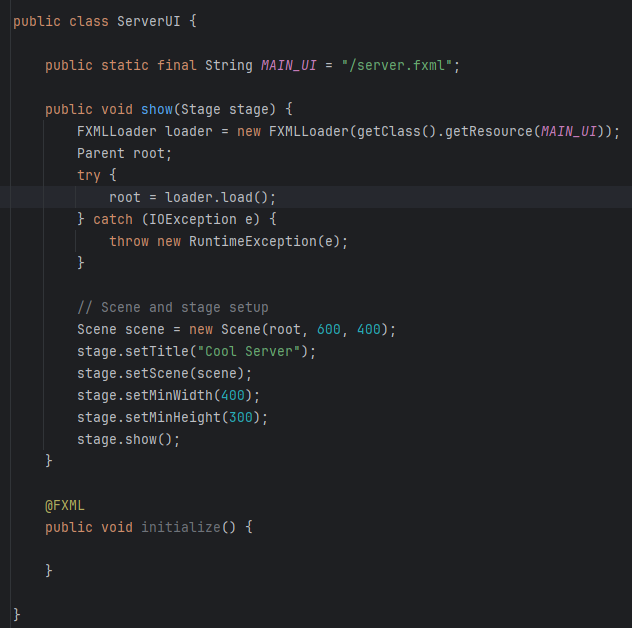 public class ServerUI {
public static final String MAIN_UI = "/server.fxml";
public void show(Stage stage) {
FXMLLoader loader = new FXMLLoader(getClass().getResource(MAIN_UI));
Parent root;
try {
root = loader.load();
} catch (IOException e) {
throw new RuntimeException(e);
}
// Scene and stage setup
Scene scene = new Scene(root, 600, 400);
stage.setTitle("Cool Server");
stage.setScene(scene);
stage.setMinWidth(400);
stage.setMinHeight(300);
stage.show();
}
@FXML
public void initialize() {
}
}